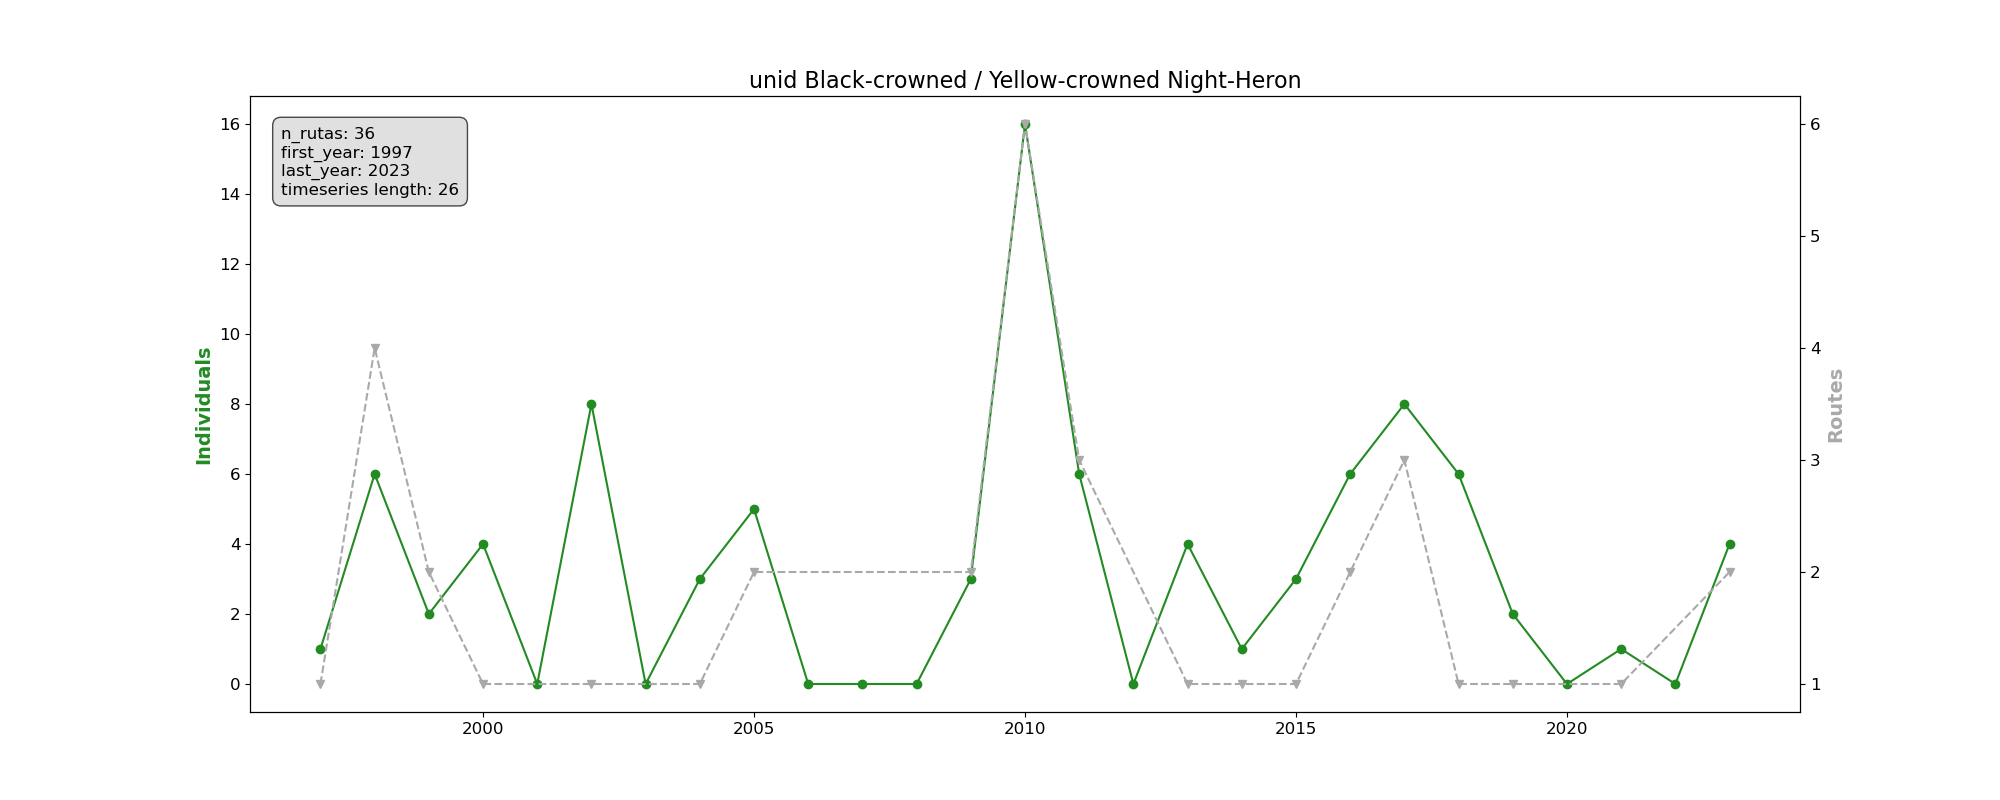 unid Black-crowned / Yellow-crowned Night-Heron
n_rutas: 36
first_year: 1997
last_year: 2023
timeseries length: 26
16
14
12
10
8
6
4
2
0
Individuals
6
5
4
3
2
1
Routes
2000
2005
2010
2015
2020